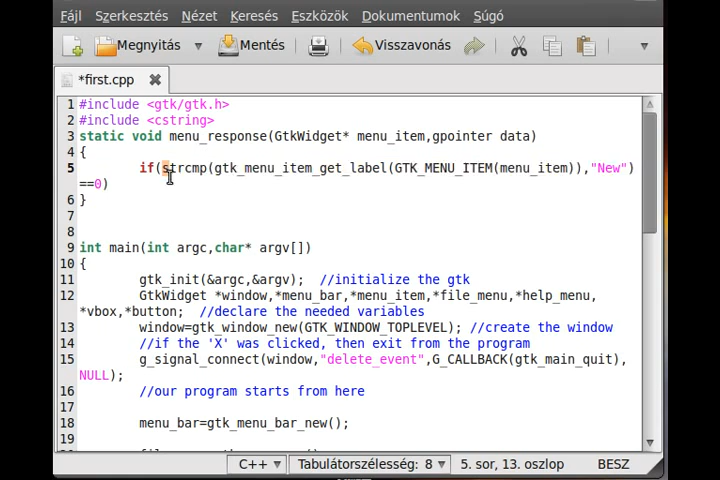 Fájl Szerkesztés Nézet Keresés Eszközök Dokumentumok Súgó
Megnyitás Mentés Visszavonás
*first.cpp
1 #include <gtk/gtk.h>
2 #include <cstring>
3 static void menu_response(GtkWidget* menu_item,gpointer data)
4 {
5 if(strcmp(gtk_menu_item_get_label(GTK_MENU_ITEM(menu_item)),"New")
==0)
6 }
7
8
9 int main(int argc,char* argv[])
10 {
11 gtk_init(&argc,&argv); //initialize the gtk
12 GtkWidget *window,*menu_bar,*menu_item,*file_menu,*help_menu,
*vbox,*button; //declare the needed variables
13 window=gtk_window_new(GTK_WINDOW_TOPLEVEL); //create the window
14 //if the 'X' was clicked, then exit from the program
15 g_signal_connect(window,"delete_event",G_CALLBACK(gtk_main_quit),
NULL);
16 //our program starts from here
17
18 menu_bar=gtk_menu_bar_new();
19
C++ Tabulátorszélesség: 8 5. sor, 13. oszlop BESZ